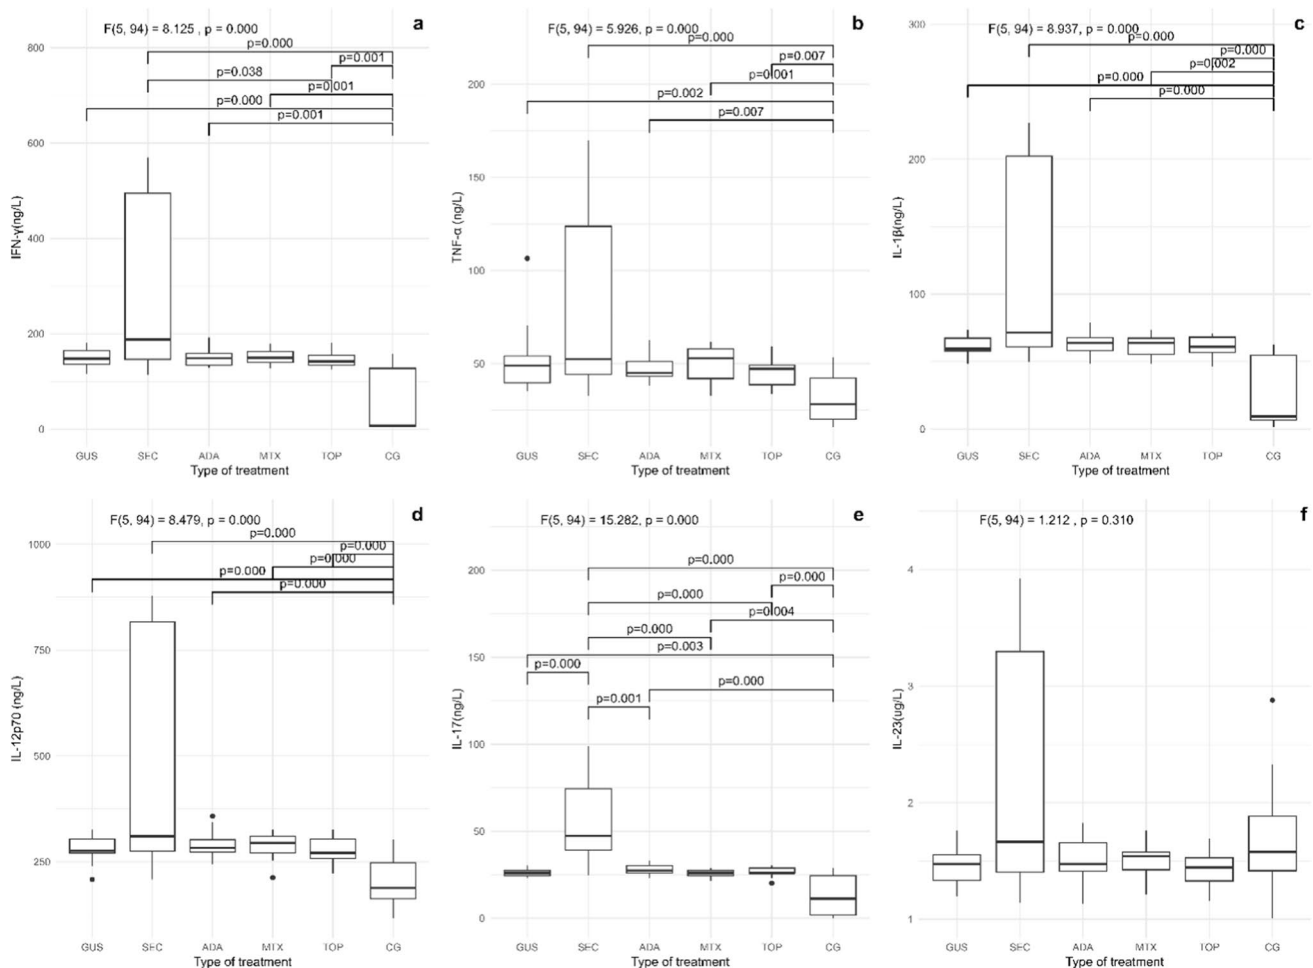 F(5, 94) = 8.125 , p = 0.000
a
800
p=0.000
p=0.001
p=0.038
p=0.001
p=0.000
p=0.001
600
400
200
0
IFN-γ(ng/L)
GUS SEC ADA MTX TOP CG
Type of treatment
F(5, 94) = 5.926, p = 0.000
b
p=0.000
p=0.007
p=0.001
p=0.002
p=0.007
200
150
100
50
TNF-α (ng/L)
GUS SEC ADA MTX TOP CG
Type of treatment
F(5, 94) = 8.937, p = 0.000
c
300
p=0.000
p=0.000
p=0.002
p=0.000
p=0.000
200
100
0
IL-1β(ng/L)
GUS SEC ADA MTX TOP CG
Type of treatment
F(5, 94) = 8.479, p = 0.000
d
1000
p=0.000
p=0.000
p=0.000
p=0.000
p=0.000
750
500
250
IL-12p70 (ng/L)
GUS SEC ADA MTX TOP CG
Type of treatment
F(5, 94) = 15.282, p = 0.000
e
200
p=0.000
p=0.000
p=0.000
p=0.004
p=0.000
p=0.003
p=0.000
p=0.000
p=0.001
150
100
50
0
IL-17(ng/L)
GUS SEC ADA MTX TOP CG
Type of treatment
F(5, 94) = 1.212 , p = 0.310
f
4
3
2
1
IL-23(ug/L)
GUS SEC ADA MTX TOP CG
Type of treatment